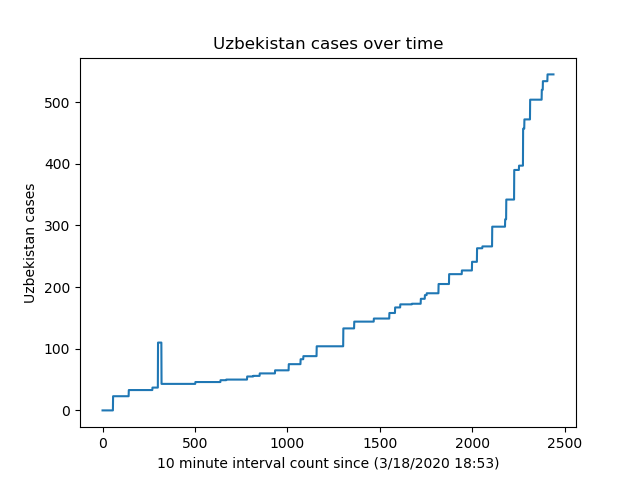 Uzbekistan cases over time
500
400
300
200
100
0
Uzbekistan cases
0 500 1000 1500 2000 2500
10 minute interval count since (3/18/2020 18:53)